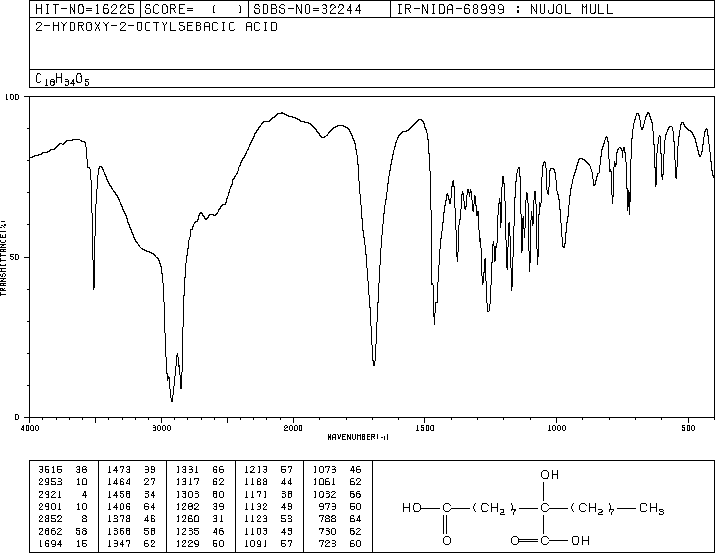 HIT-NO=16225 SCORE= ( ) SDBS-NO=32244 IR-NIDA-68999 : NUJOL MULL
2-HYDROXY-2-OCTYLSEBACIC ACID
C18H34O5
100
TRANSMITTANCE(%)
50
0
4000 3000 2000 1500 1000 500
WAVENUMBER(-1)
3515 36 1473 39 1331 66 1213 57 1073 46
2953 10 1464 27 1317 62 1188 44 1061 62
2921 4 1458 34 1303 60 1171 38 1032 66
2901 10 1406 64 1282 39 1132 49 973 50
2852 8 1378 46 1260 31 1123 53 788 64
2662 58 1368 58 1235 46 1103 43 730 62
1694 15 1347 62 1229 50 1091 57 723 60
OH
HO C (CH2)7 C (CH2)7 CH3
O O C OH